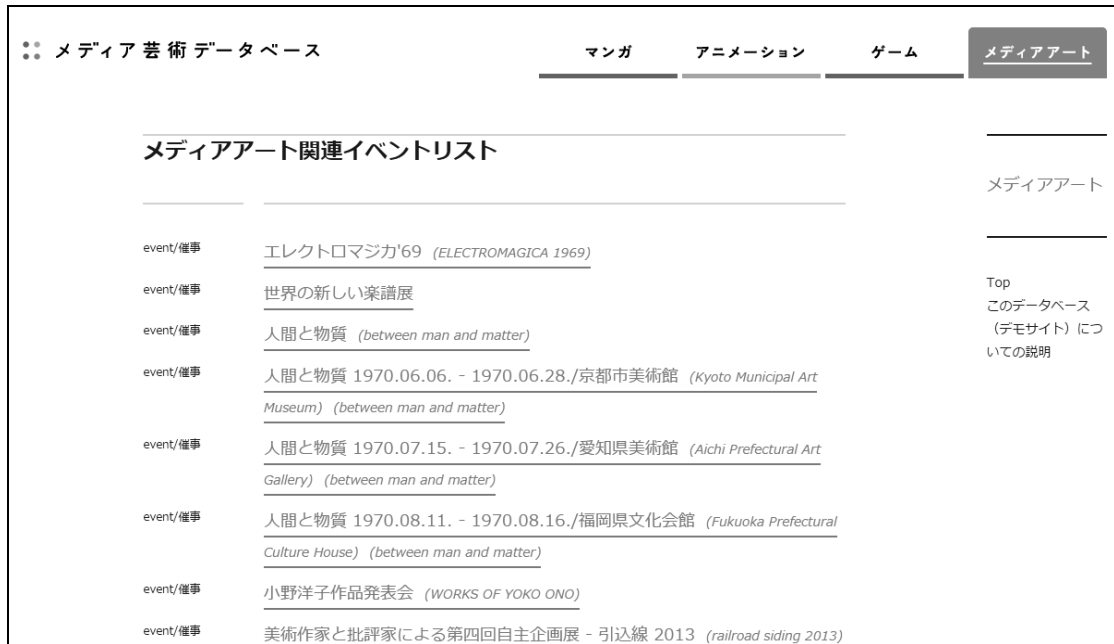 メディア芸術データベース
マンガ アニメーション ゲーム メディアアート
メディアアート関連イベントリスト
メディアアート
event/催事 エレクトロマジカ'69 (ELECTROMAGICA 1969)
event/催事 世界の新しい楽譜展
event/催事 人間と物質 (between man and matter)
event/催事 人間と物質 1970.06.06. - 1970.06.28./京都市美術館 (Kyoto Municipal Art
Museum) (between man and matter)
event/催事 人間と物質 1970.07.15. - 1970.07.26./愛知県美術館 (Aichi Prefectural Art
Gallery) (between man and matter)
event/催事 人間と物質 1970.08.11. - 1970.08.16./福岡県文化会館 (Fukuoka Prefectural
Culture House) (between man and matter)
event/催事 小野洋子作品発表会 (WORKS OF YOKO ONO)
event/催事 美術作家と批評家による第四回自主企画展 - 引込線 2013 (railroad siding 2013)
Top
このデータベース
（デモサイト）につ
いての説明